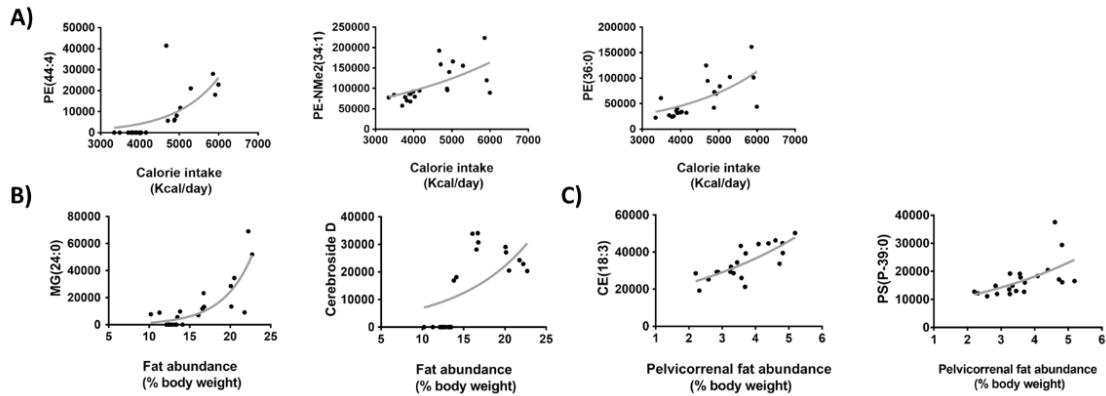 A)
PE(44:4)
50000
40000
30000
20000
10000
0
3000 4000 5000 6000 7000
Calorie intake
(Kcal/day)
PE-NMe2(34:1)
250000
200000
150000
100000
50000
0
3000 4000 5000 6000 7000
Calorie intake
(Kcal/day)
PE(36:0)
200000
150000
100000
50000
0
3000 4000 5000 6000 7000
Calorie intake
(Kcal/day)
B)
MG(24:0)
80000
60000
40000
20000
0
5 10 15 20 25
Fat abundance
(% body weight)
Cerebroside D
40000
30000
20000
10000
0
5 10 15 20 25
Fat abundance
(% body weight)
C)
CE(18:3)
60000
40000
20000
0
1 2 3 4 5 6
Pelvicorrenal fat abundance
(% body weight)
PS(P-39:0)
40000
30000
20000
10000
0
1 2 3 4 5 6
Pelvicorrenal fat abundance
(% body weight)